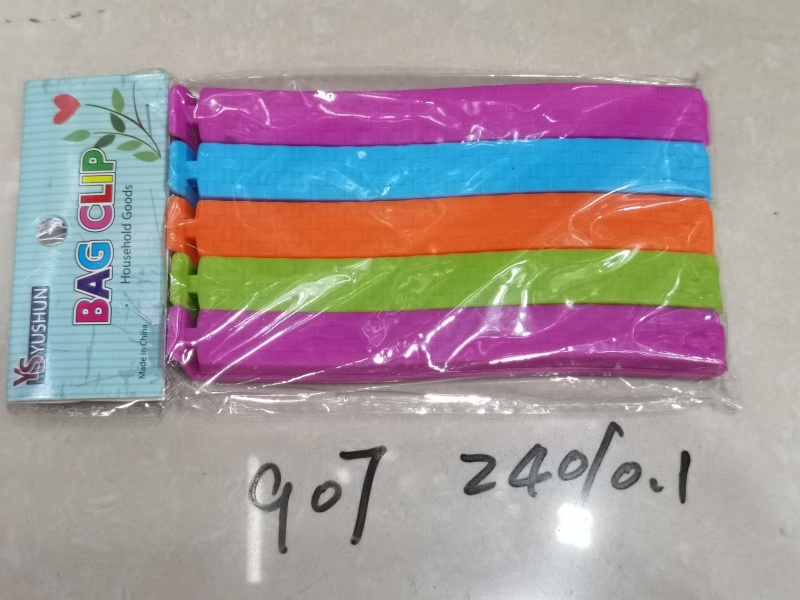 BAG CLIP
Household Goods
YS YUSHUN
Made in China
907 240/0.1